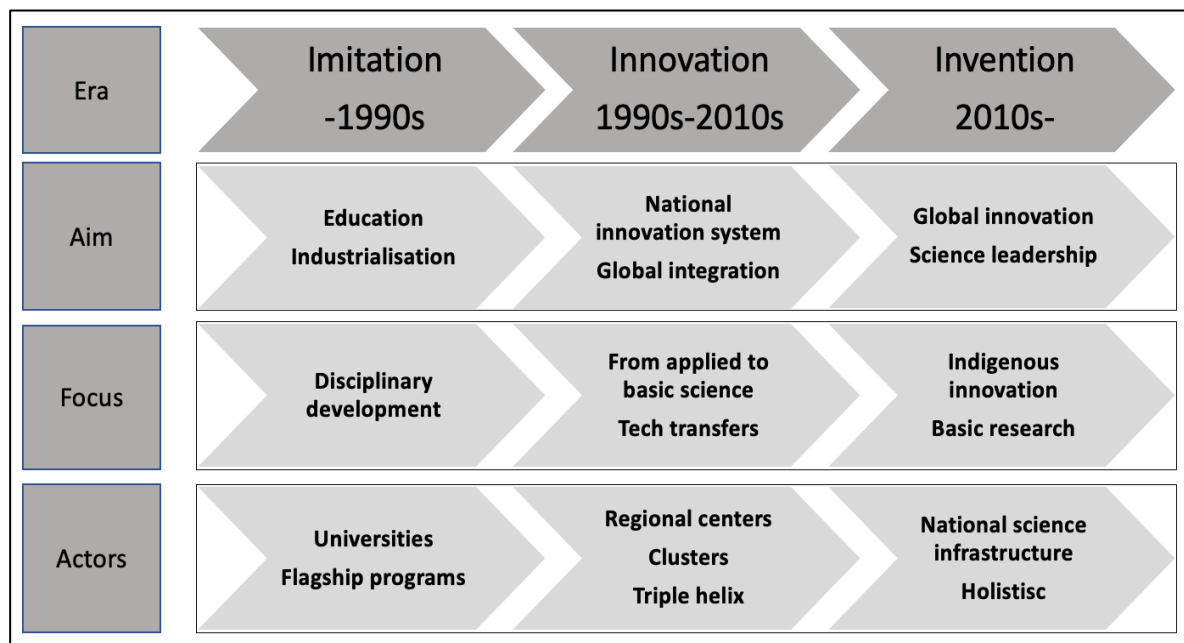 Era
Imitation
-1990s
Innovation
1990s-2010s
Invention
2010s-
Aim
Education
Industrialisation
National
innovation system
Global integration
Global innovation
Science leadership
Focus
Disciplinary
development
From applied to
basic science
Tech transfers
Indigenous
innovation
Basic research
Actors
Universities
Flagship programs
Regional centers
Clusters
Triple helix
National science
infrastructure
Holistisc